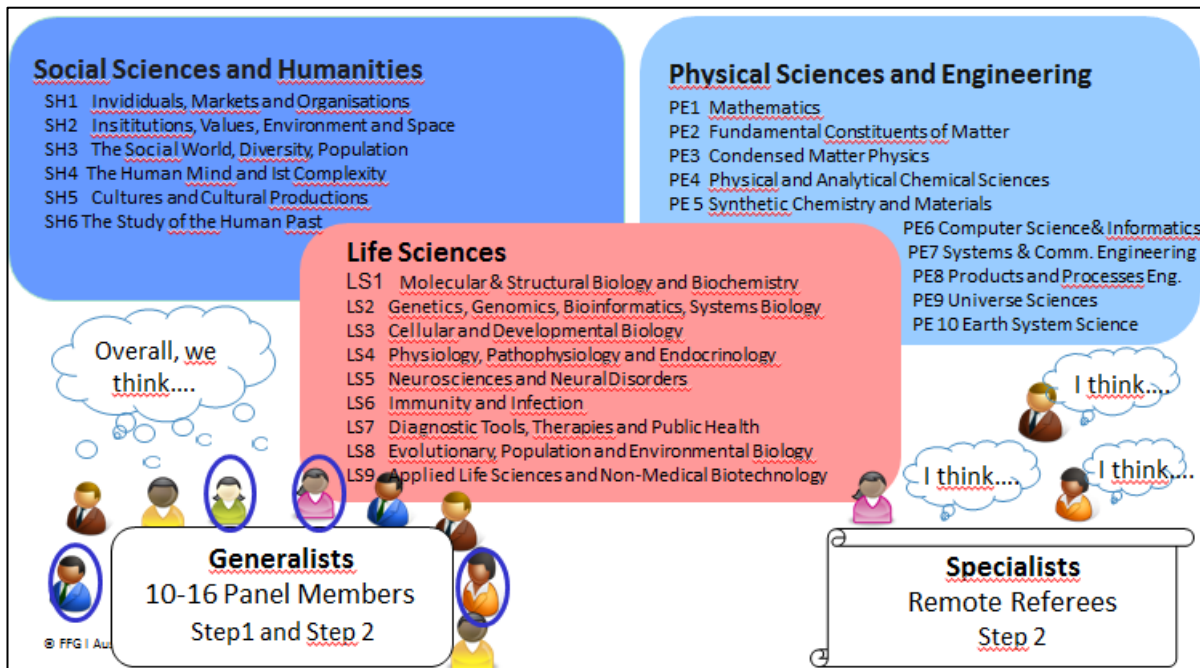 Social Sciences and Humanities
SH1 Invididuals, Markets and Organisations
SH2 Insititutions, Values, Environment and Space
SH3 The Social World, Diversity, Population
SH4 The Human Mind and Ist Complexity
SH5 Cultures and Cultural Productions
SH6 The Study of the Human Past
Physical Sciences and Engineering
PE1 Mathematics
PE2 Fundamental Constituents of Matter
PE3 Condensed Matter Physics
PE4 Physical and Analytical Chemical Sciences
PE5 Synthetic Chemistry and Materials
PE6 Computer Science& Informatics
PE7 Systems & Comm. Engineering
PE8 Products and Processes Eng.
PE9 Universe Sciences
PE 10 Earth System Science
Life Sciences
LS1 Molecular & Structural Biology and Biochemistry
LS2 Genetics, Genomics, Bioinformatics, Systems Biology
LS3 Cellular and Developmental Biology
LS4 Physiology, Pathophysiology and Endocrinology
LS5 Neurosciences and Neural Disorders
LS6 Immunity and Infection
LS7 Diagnostic Tools, Therapies and Public Health
LS8 Evolutionary, Population and Environmental Biology
LS9 Applied Life Sciences and Non-Medical Biotechnology
Overall, we
think....
I think....
I think....
I think....
Generalists
10-16 Panel Members
Step1 and Step 2
Specialists
Remote Referees
Step 2
© FFG I